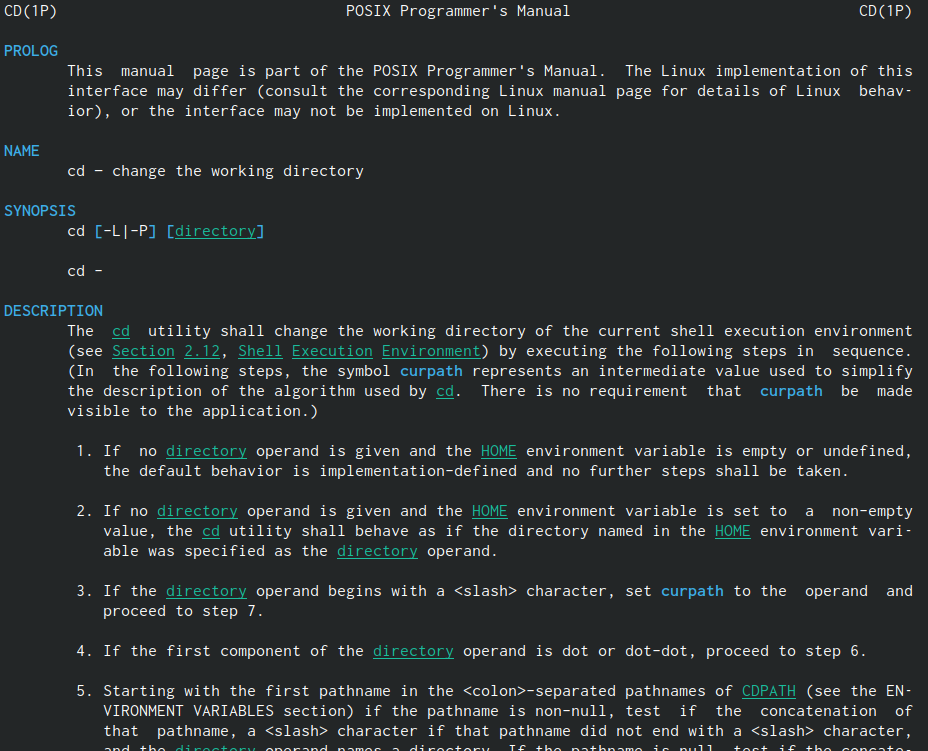 CD(1P) POSIX Programmer's Manual CD(1P)
PROLOG
This manual page is part of the POSIX Programmer's Manual. The Linux implementation of this
interface may differ (consult the corresponding Linux manual page for details of Linux behav-
ior), or the interface may not be implemented on Linux.
NAME
cd — change the working directory
SYNOPSIS
cd [-L|-P] [directory]
cd -
DESCRIPTION
The cd utility shall change the working directory of the current shell execution environment
(see Section 2.12, Shell Execution Environment) by executing the following steps in sequence.
(In the following steps, the symbol curpath represents an intermediate value used to simplify
the description of the algorithm used by cd. There is no requirement that curpath be made
visible to the application.)
1. If no directory operand is given and the HOME environment variable is empty or undefined,
the default behavior is implementation-defined and no further steps shall be taken.
2. If no directory operand is given and the HOME environment variable is set to a non-empty
value, the cd utility shall behave as if the directory named in the HOME environment vari-
able was specified as the directory operand.
3. If the directory operand begins with a <slash> character, set curpath to the operand and
proceed to step 7.
4. If the first component of the directory operand is dot or dot-dot, proceed to step 6.
5. Starting with the first pathname in the <colon>-separated pathnames of CDPATH (see the EN-
VIRONMENT VARIABLES section) if the pathname is non-null, test if the concatenation of
that pathname, a <slash> character if that pathname did not end with a <slash> character,
and the directory operand names a directory. If the pathname is null, test if the concate-